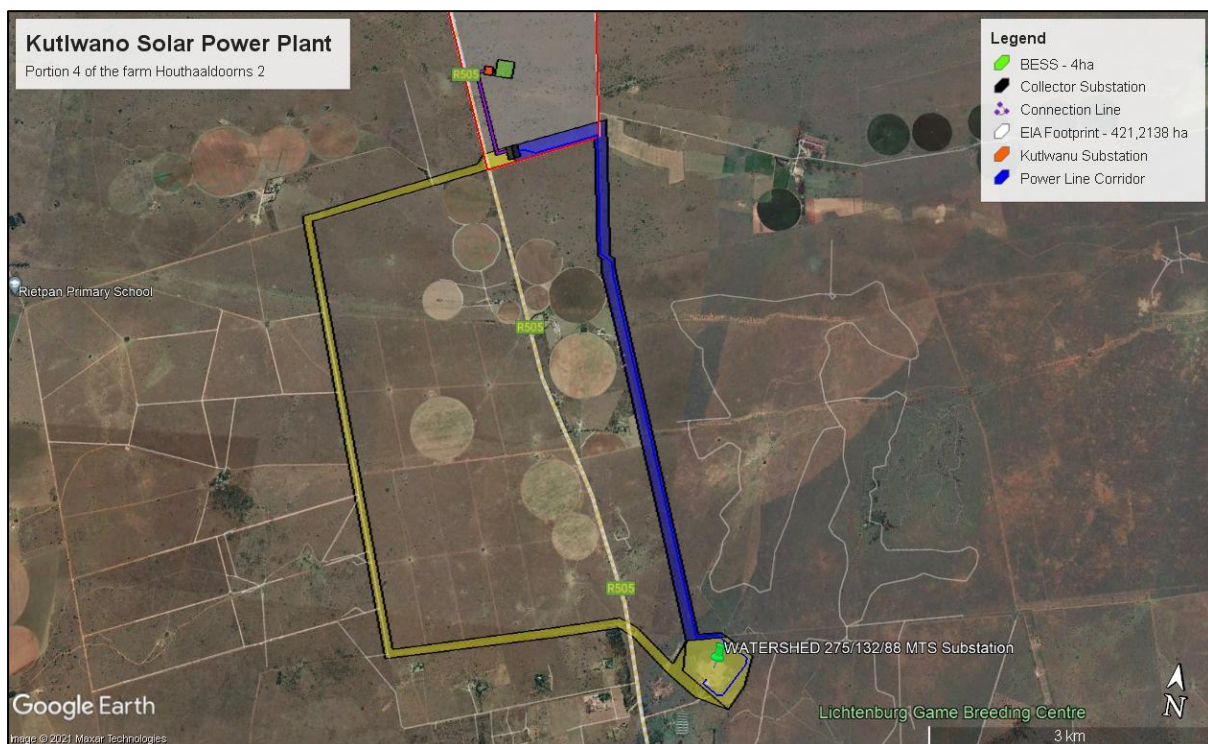 Kutlwano Solar Power Plant
Portion 4 of the farm Houthaaldoorns 2
Legend
BESS - 4ha
Collector Substation
Connection Line
EIA Footprint - 421,2138 ha
Kutlwanu Substation
Power Line Corridor
R505
Rietpan Primary School
R505
R505
WATERSHED 275/132/88 MTS Substation
Google Earth
Lichtenburg Game Breeding Centre
N
Image © 2021 Maxar Technologies
3 km